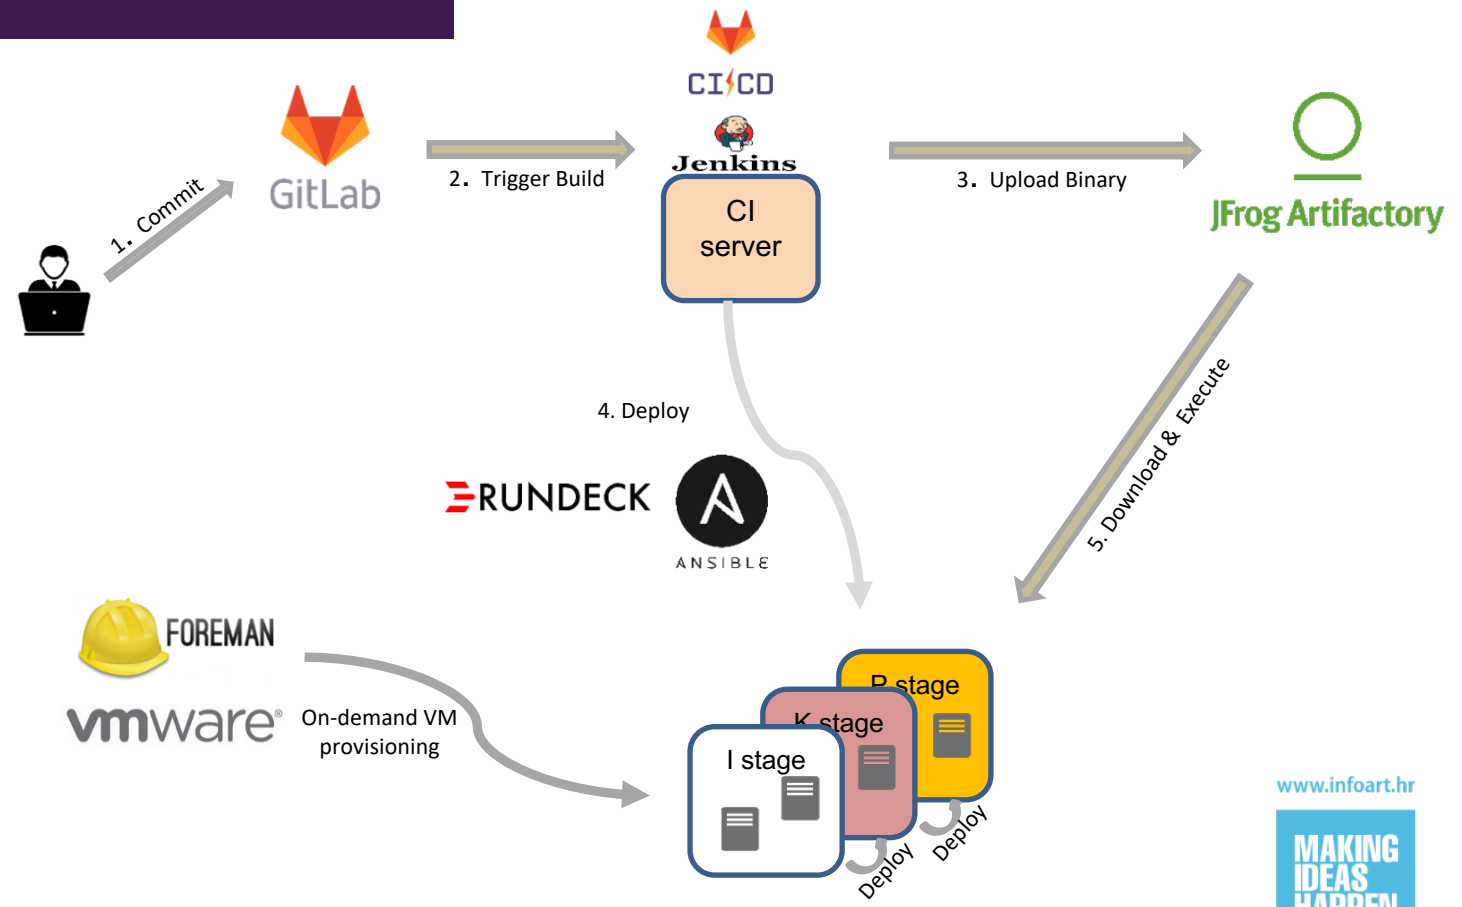 CI CD
Jenkins
GitLab
1. Commit
2. Trigger Build
3. Upload Binary
JFrog Artifactory
CI
server
4. Deploy
5. Download & Execute
RUNDECK
ANSIBLE
FOREMAN
vmware®
On-demand VM
provisioning
stage
K stage
I stage
Deploy
Deploy
www.infoart.hr
MAKING
IDEAS
HAPPEN